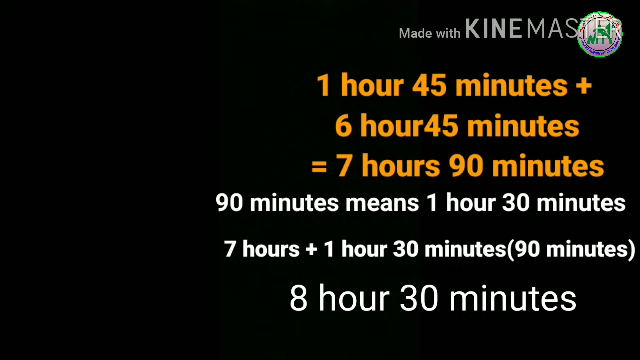 Made with KINEMASTER
MTV
1 hour 45 minutes +
6 hour45 minutes
= 7 hours 90 minutes
90 minutes means 1 hour 30 minutes
7 hours + 1 hour 30 minutes(90 minutes)
8 hour 30 minutes